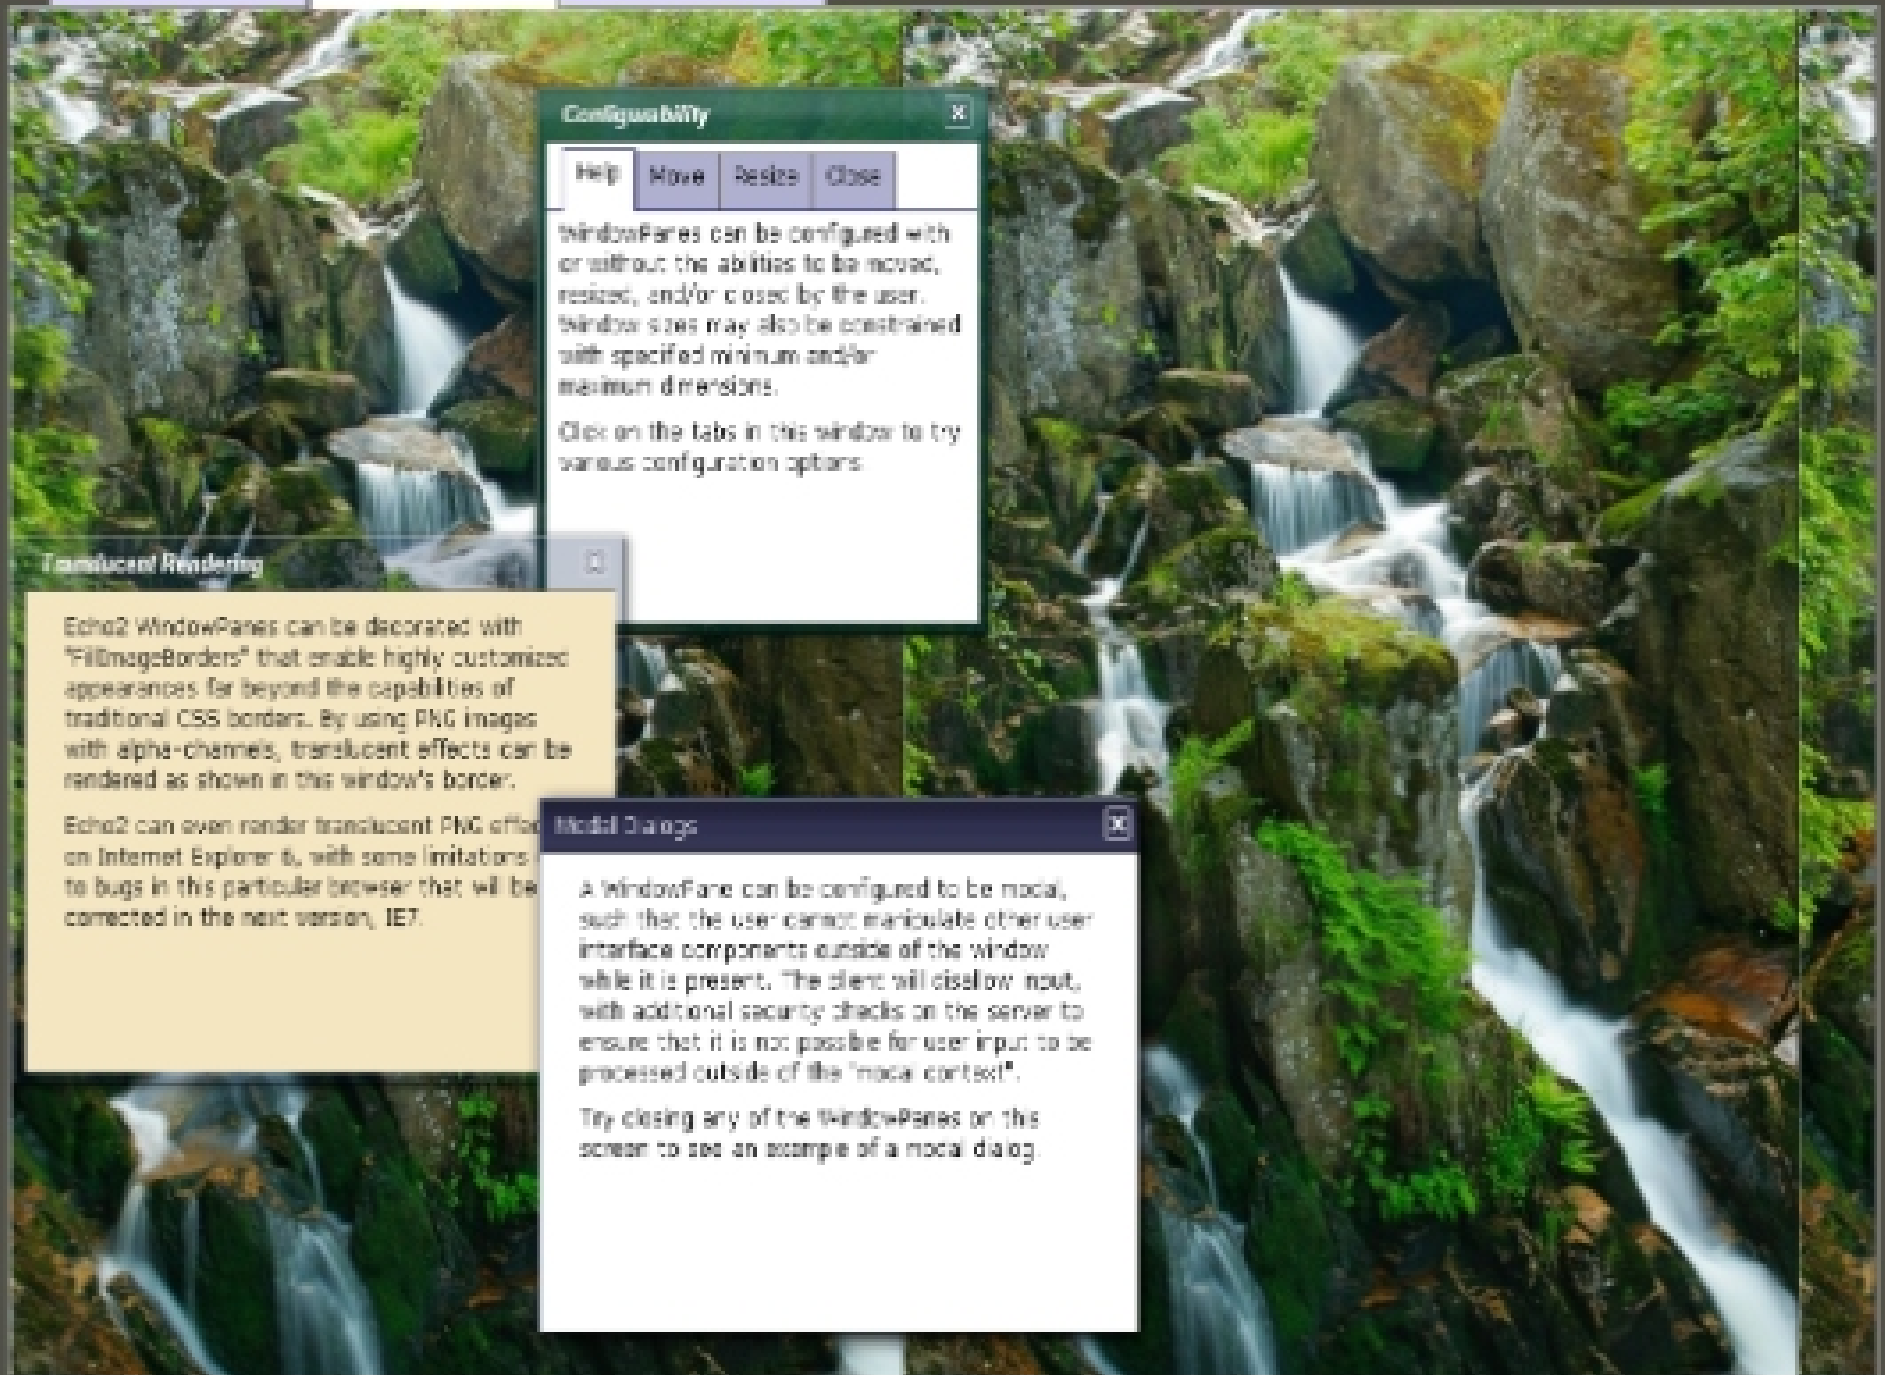 Configurability
Help Move Resize Close
WindowPanes can be configured with
or without the abilities to be moved,
resized, and/or closed by the user.
Window sizes may also be constrained
with specified minimum and/or
maximum dimensions.
Click on the tabs in this window to try
various configuration options.
Translucent Rendering
Echo2 WindowPanes can be decorated with
"FillImageBorders" that enable highly customized
appearances far beyond the capabilities of
traditional CSS borders. By using PNG images
with alpha-channels, translucent effects can be
rendered as shown in this window's border.
Echo2 can even render translucent PNG effec
on Internet Explorer 6, with some limitations
to bugs in this particular browser that will be
corrected in the next version, IE7.
Modal Dialogs
A WindowPane can be configured to be modal,
such that the user cannot manipulate other user
interface components outside of the window
while it is present. The client will disallow input,
with additional security checks on the server to
ensure that it is not possible for user input to be
processed outside of the "modal context".
Try closing any of the WindowPanes on this
screen to see an example of a modal dialog.